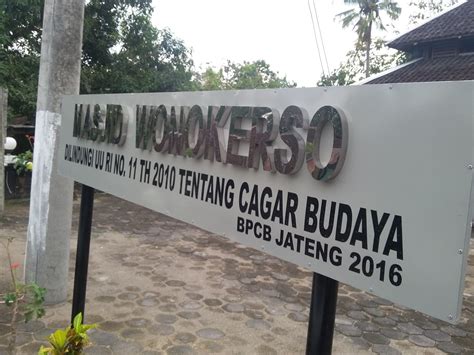 MASJID WONOKERSO
DILINDUNGI UU RI NO. 11 TH 2010 TENTANG CAGAR BUDAYA
BPCB JATENG 2016